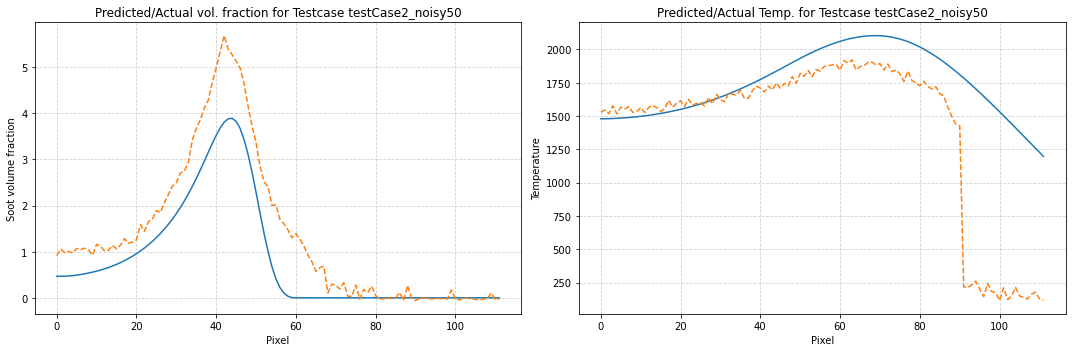 Predicted/Actual vol. fraction for Testcase testCase2_noisy50
Soot volume fraction
5
4
3
2
1
0
0 20 40 60 80 100
Pixel
Predicted/Actual Temp. for Testcase testCase2_noisy50
Temperature
2000
1750
1500
1250
1000
750
500
250
0 20 40 60 80 100
Pixel